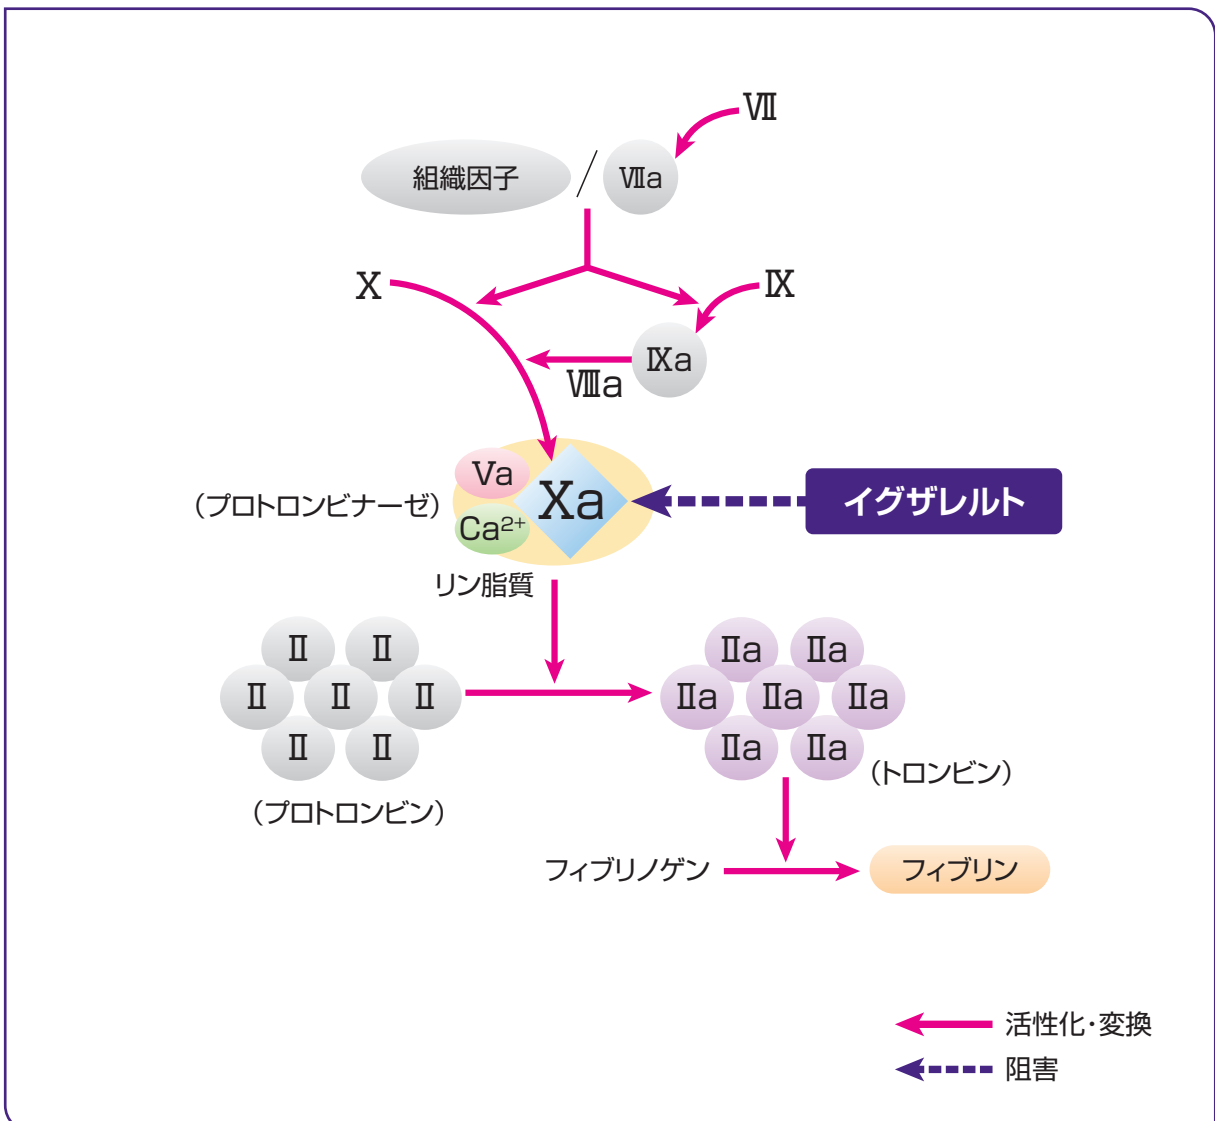 Ⅶ
組織因子
/
Ⅶa
Ⅹ
Ⅸ
Ⅸa
Ⅷa
Ⅴa
Ⅹa
Ca²⁺
(プロトロンビナーゼ)
イグザレルト
リン脂質
Ⅱ Ⅱ
Ⅱ Ⅱ Ⅱ
Ⅱ Ⅱ
(プロトロンビン)
Ⅱa Ⅱa
Ⅱa Ⅱa Ⅱa
Ⅱa Ⅱa
(トロンビン)
フィブリノゲン
フィブリン
活性化・変換
阻害